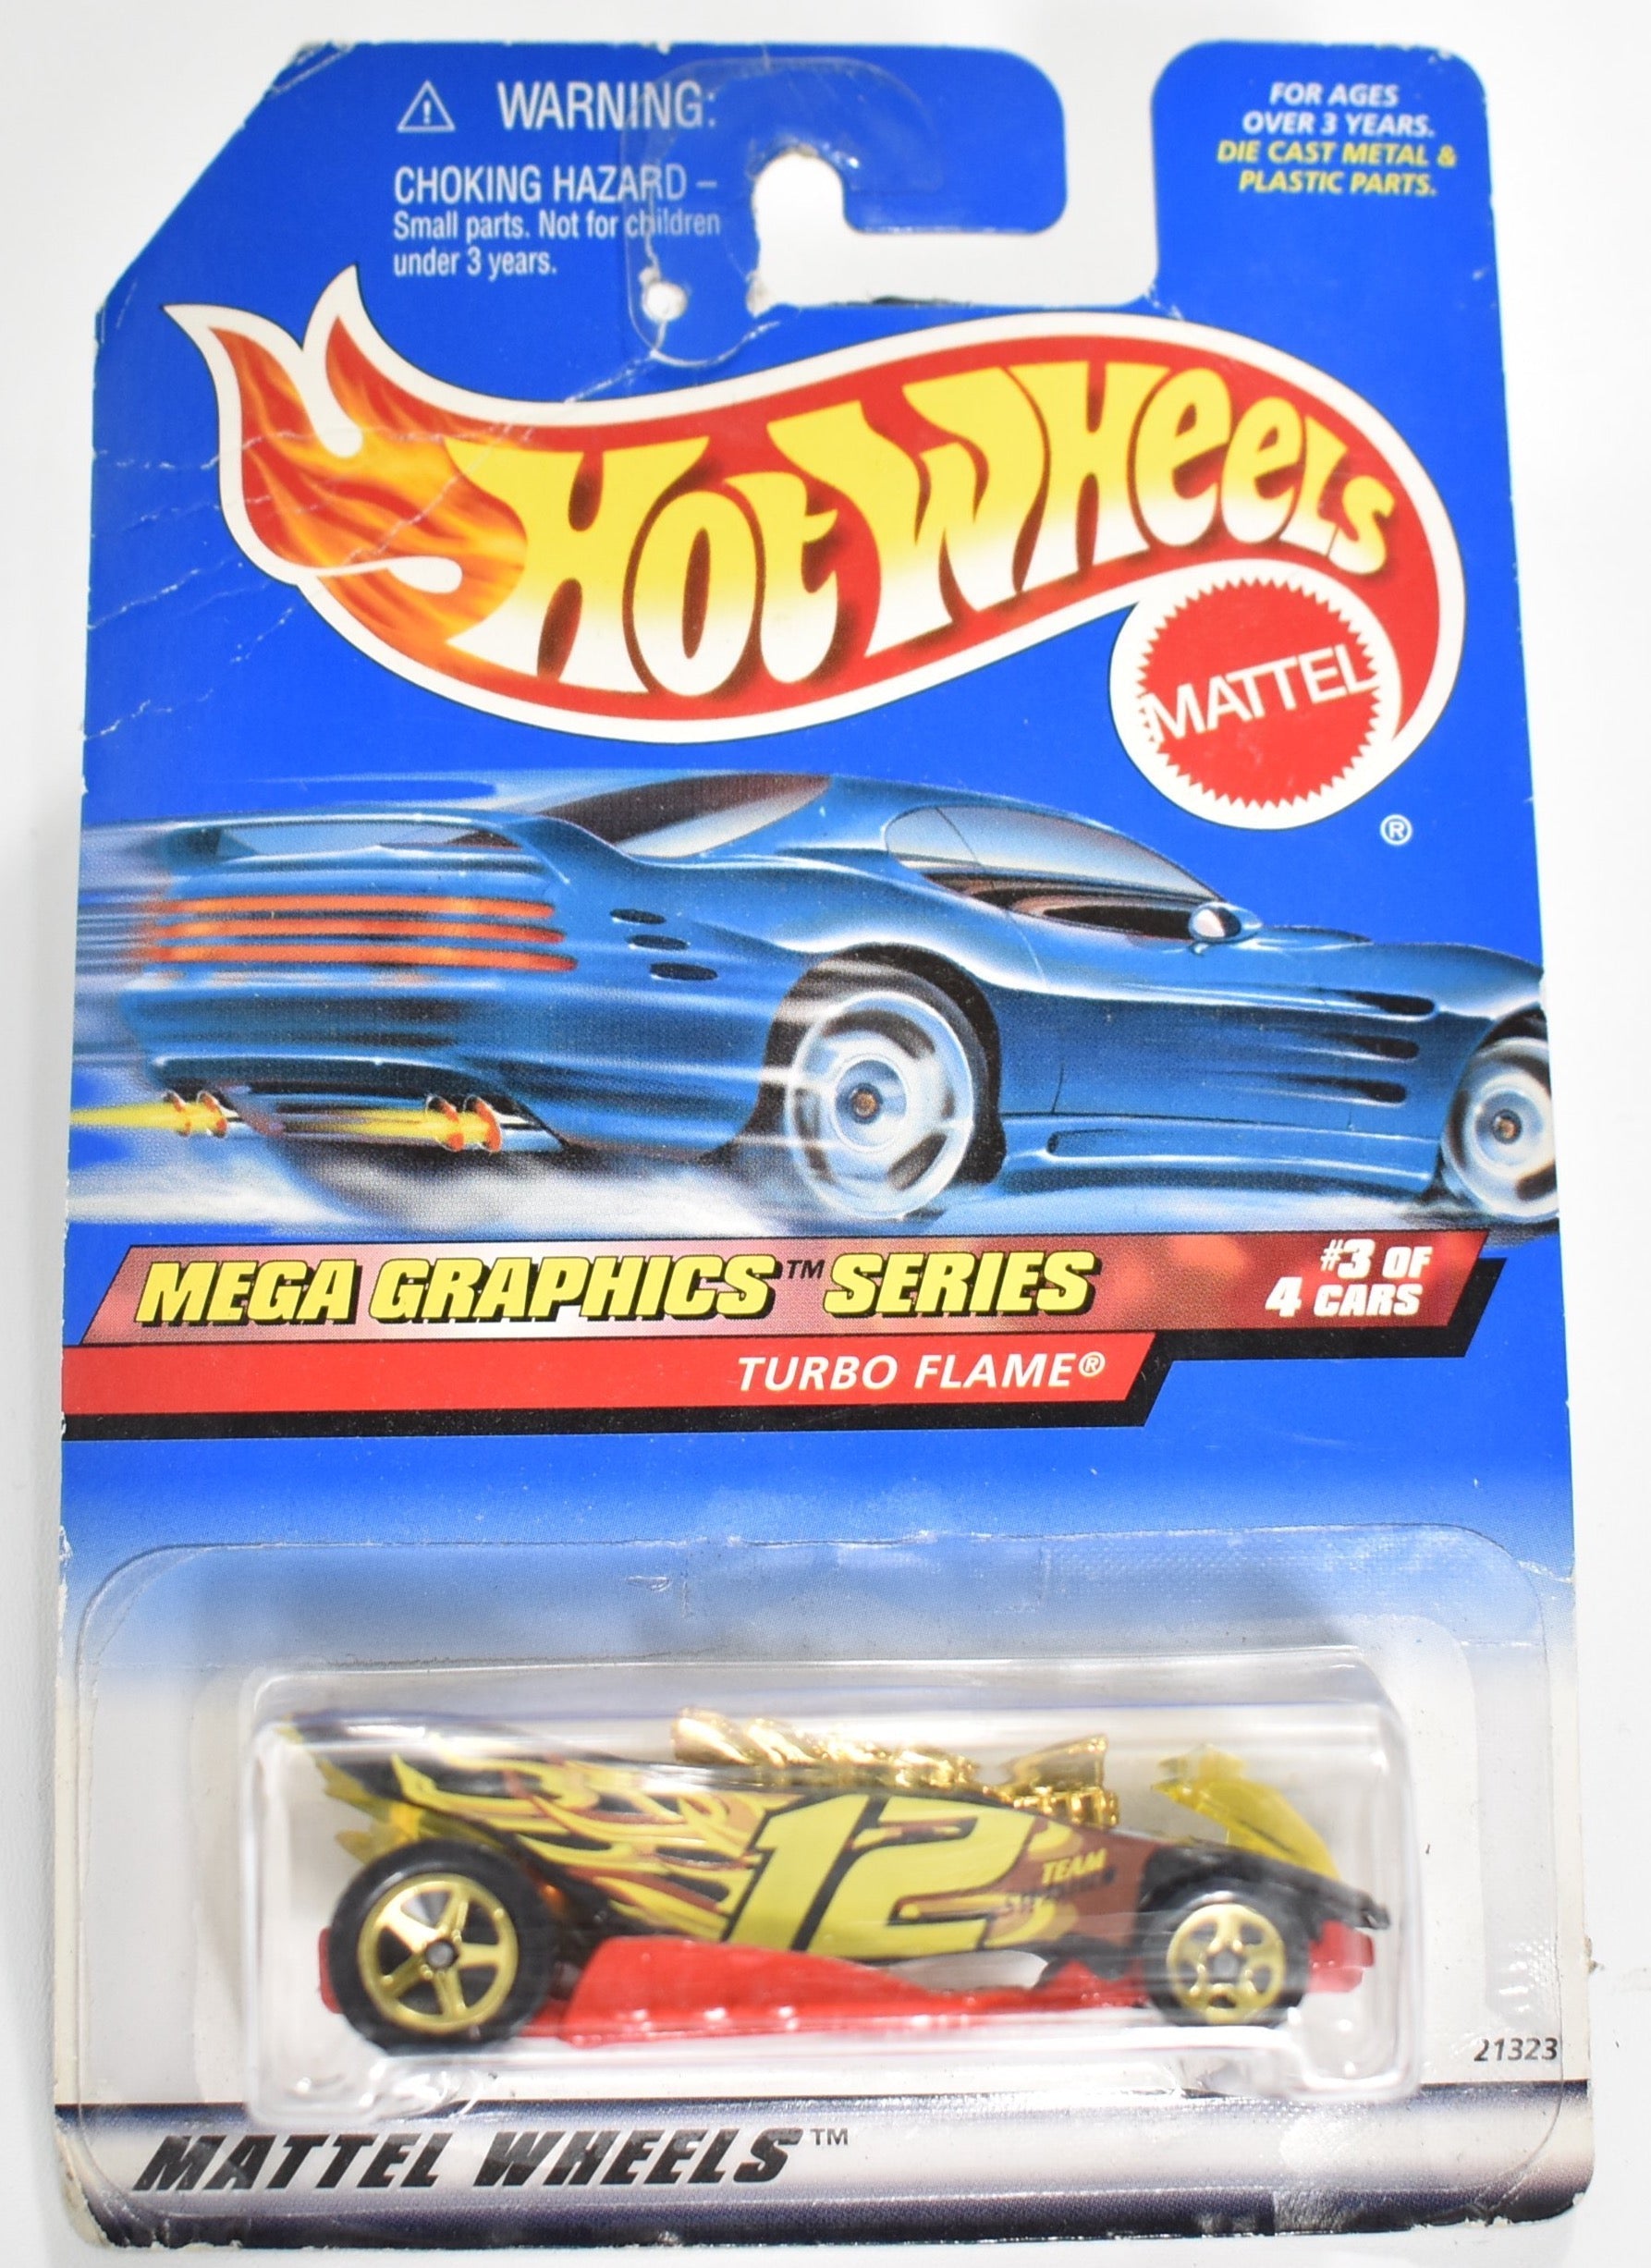 WARNING:
CHOKING HAZARD –
Small parts. Not for children
under 3 years.
FOR AGES
OVER 3 YEARS.
DIE CAST METAL &
PLASTIC PARTS.
HOT WHEELS
MATTEL
®
MEGA GRAPHICS™ SERIES
#3 OF
4 CARS
TURBO FLAME®
12
TEAM
21323
MATTEL WHEELS™